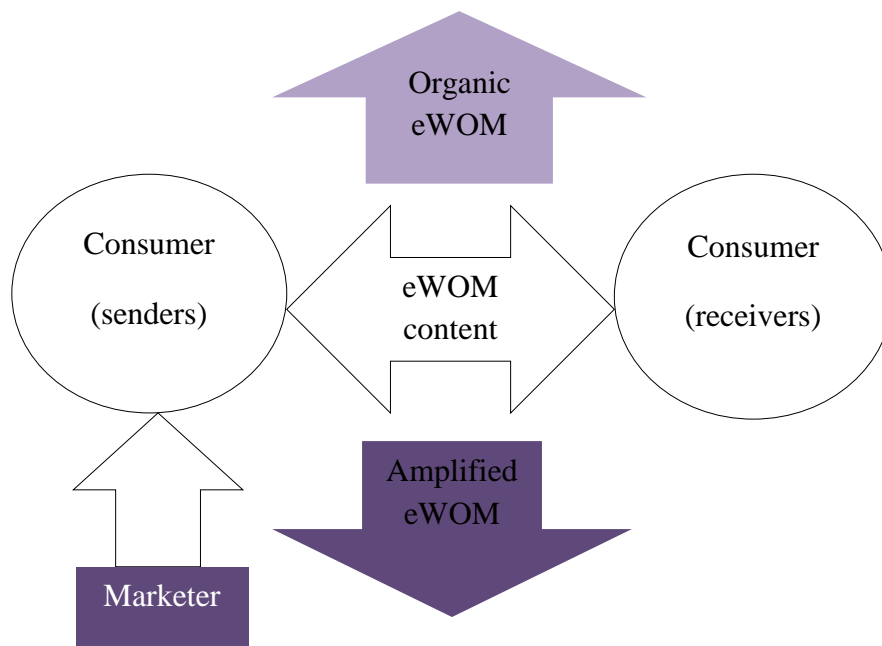 Organic
eWOM
Consumer
(senders)
eWOM
content
Consumer
(receivers)
Amplified
eWOM
Marketer